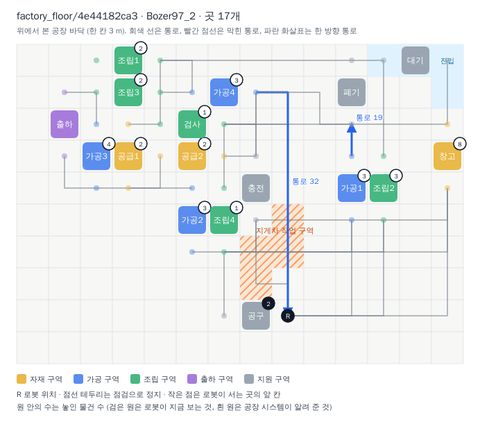 factory_floor/4e44182ca3 · Bozer97_2 · 곳 17개
위에서 본 공장 바닥 (한 칸 3 m). 회색 선은 통로, 빨간 점선은 막힌 통로, 파란 화살표는 한 방향 통로
조립1 2
대기
진입
조립3 2
가공4 3
폐기
출하
검사 1
통로 19
가공3 4
공급1 2
공급2 2
창고 8
통로 32
충전
가공1 3
조립2 3
가공2 3
조립4 1
지게차 작업 구역
공구 2
R
자재 구역
가공 구역
조립 구역
출하 구역
지원 구역
R 로봇 위치 · 점선 테두리는 점검으로 정지 · 작은 점은 로봇이 서는 곳의 앞 칸
원 안의 수는 놓인 물건 수 (검은 원은 로봇이 지금 보는 것, 흰 원은 공장 시스템이 알려 준 것)